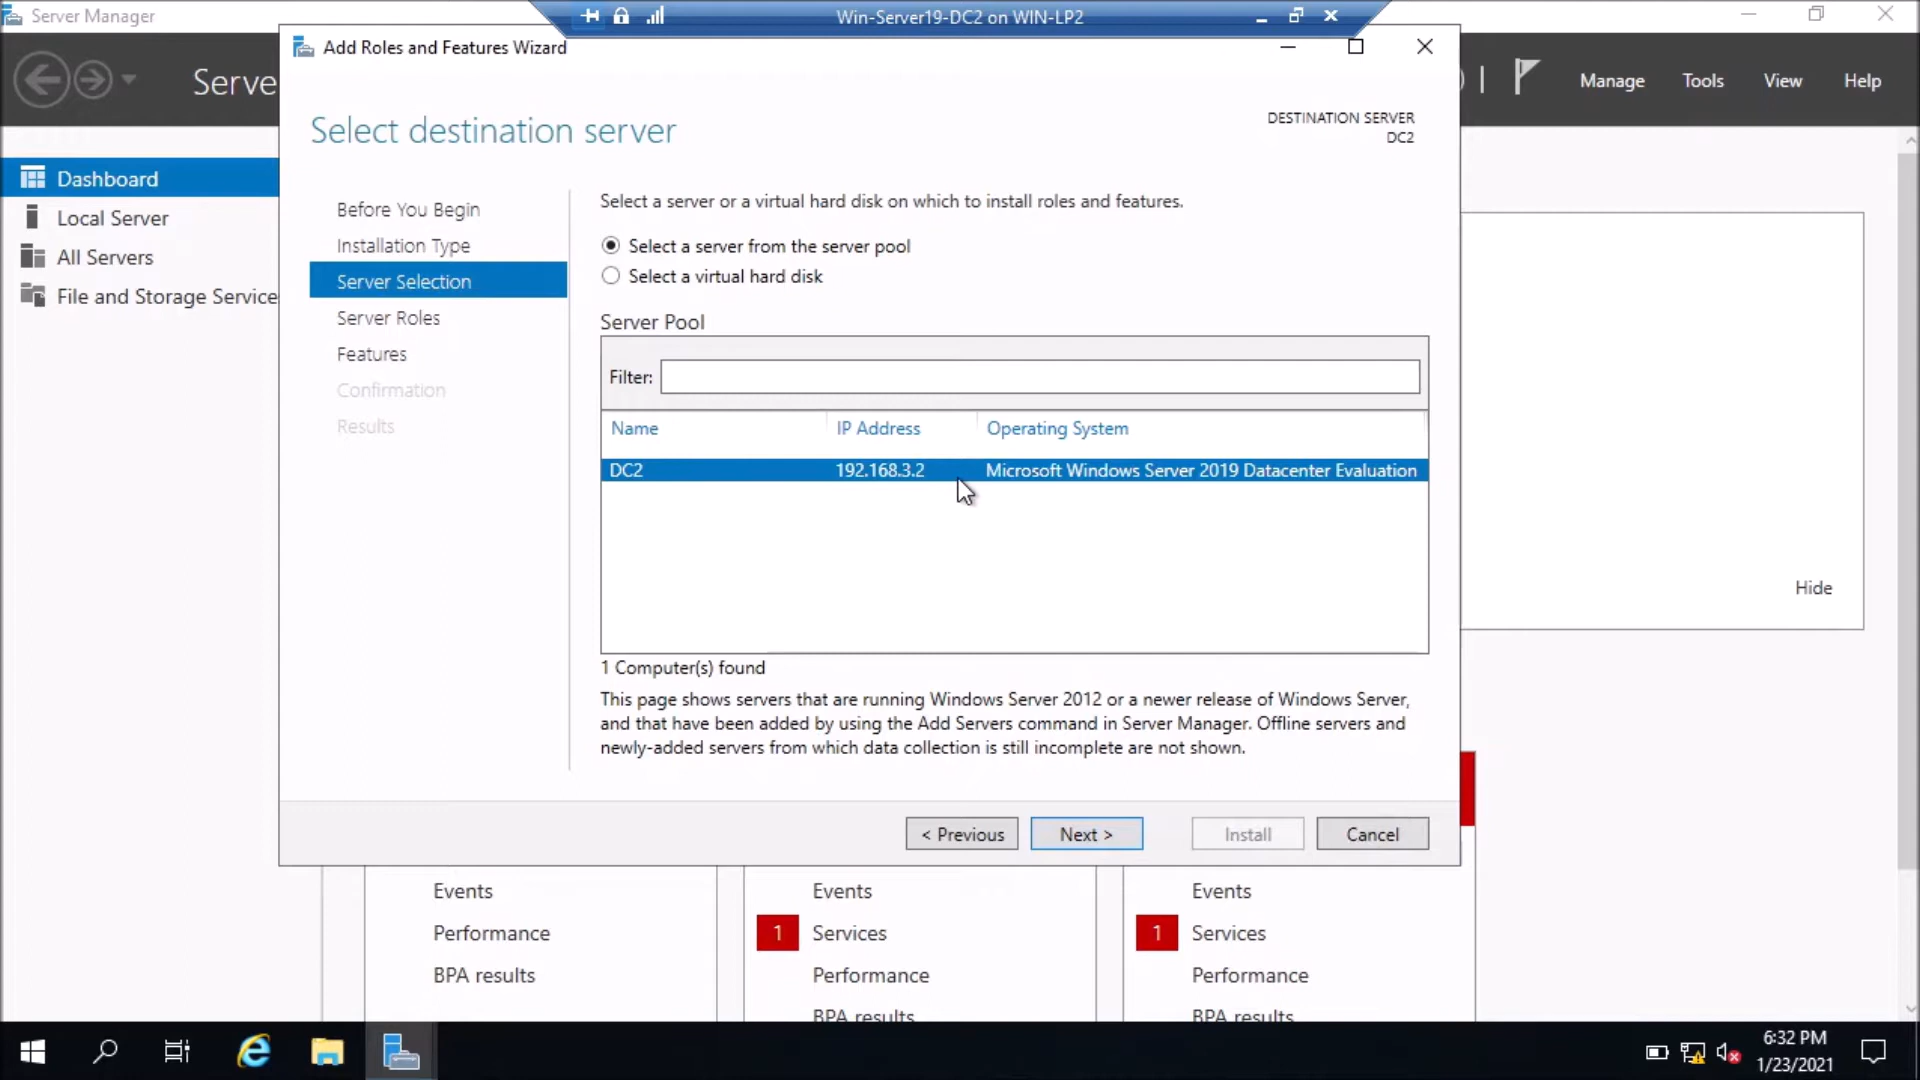 Server Manager
Win-Server19-DC2 on WIN-LP2
Add Roles and Features Wizard
Serve
Manage
Tools
View
Help
Select destination server
DESTINATION SERVER
DC2
Dashboard
Local Server
All Servers
File and Storage Service
Before You Begin
Installation Type
Server Selection
Server Roles
Features
Confirmation
Results
Select a server or a virtual hard disk on which to install roles and features.
Select a server from the server pool
Select a virtual hard disk
Server Pool
Filter:
Name IP Address Operating System
DC2 192.168.3.2 Microsoft Windows Server 2019 Datacenter Evaluation
1 Computer(s) found
This page shows servers that are running Windows Server 2012 or a newer release of Windows Server,
and that have been added by using the Add Servers command in Server Manager. Offline servers and
newly-added servers from which data collection is still incomplete are not shown.
Hide
< Previous
Next >
Install
Cancel
Events
Performance
BPA results
Events
1 Services
Performance
BPA results
Events
1 Services
Performance
BPA results
6:32 PM
1/23/2021